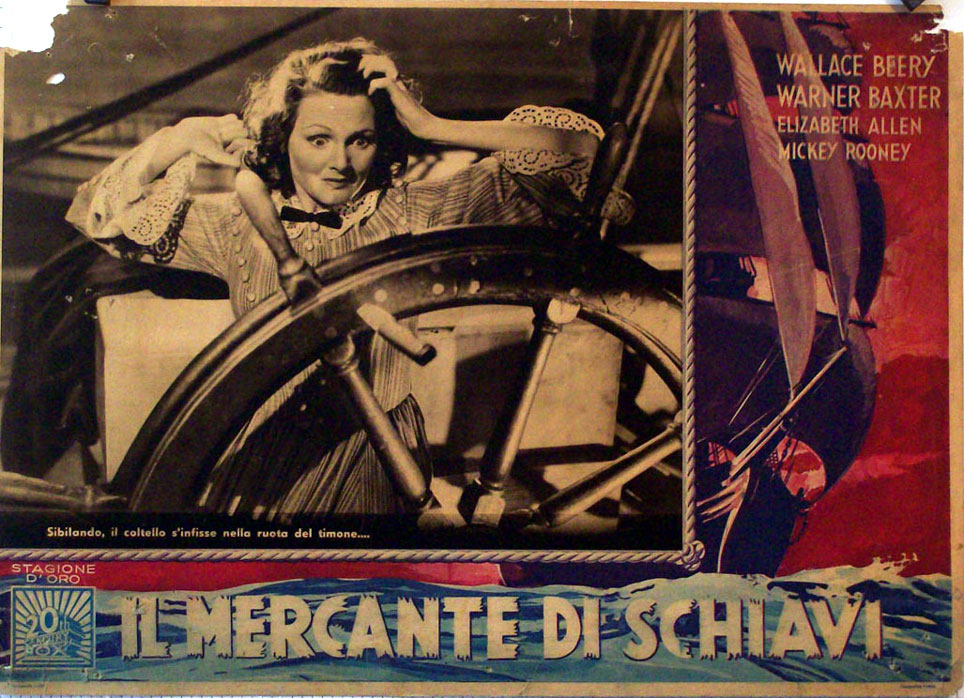 WALLACE BEERY
WARNER BAXTER
ELIZABETH ALLEN
MICKEY ROONEY
Sibilando, il coltello s'infisse nella ruota del timone....
STAGIONE
D'ORO
20th
CENTURY
FOX
IL MERCANTE DI SCHIAVI